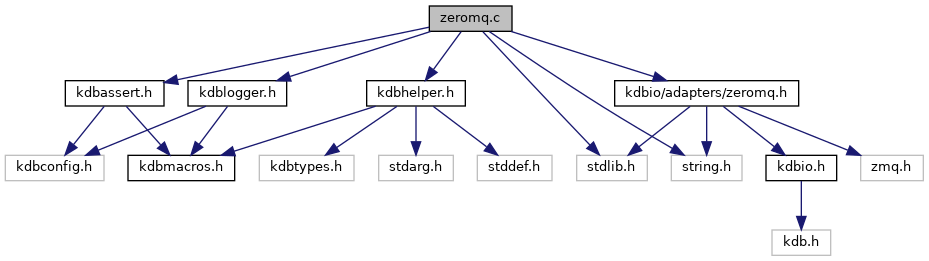 zeromq.c
kdbassert.h
kdblogger.h
kdbhelper.h
kdbio/adapters/zeromq.h
kdbconfig.h
kdbmacros.h
kdbtypes.h
stdarg.h
stddef.h
stdlib.h
string.h
kdbio.h
zmq.h
kdb.h